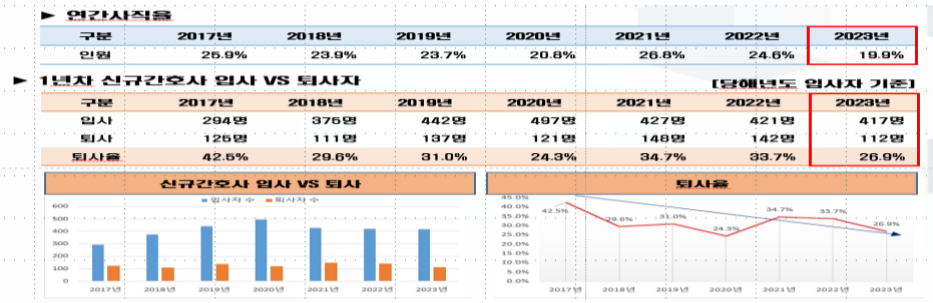 ► 연간사직율
구분 2017년 2018년 2019년 2020년 2021년 2022년 2023년
인원 25.9% 23.9% 23.7% 20.8% 26.8% 24.6% 19.9%
► 1년차 신규간호사 입사 VS 퇴사자 [당해년도 입사자 기준]
구분 2017년 2018년 2019년 2020년 2021년 2022년 2023년
입사 294명 375명 442명 497명 427명 421명 417명
퇴사 125명 111명 137명 121명 148명 142명 112명
퇴사율 42.5% 29.6% 31.0% 24.3% 34.7% 33.7% 26.9%
신규간호사 입사 VS 퇴사
입사자 수 퇴사자 수
600
500
400
300
200
100
0
2017년 2018년 2019년 2020년 2021년 2022년 2023년
퇴사율
45.0%
40.0%
35.0%
30.0%
25.0%
20.0%
15.0%
10.0%
5.0%
0.0%
42.5% 29.6% 31.0% 24.3% 34.7% 33.7% 26.9%
2017년 2018년 2019년 2020년 2021년 2022년 2023년